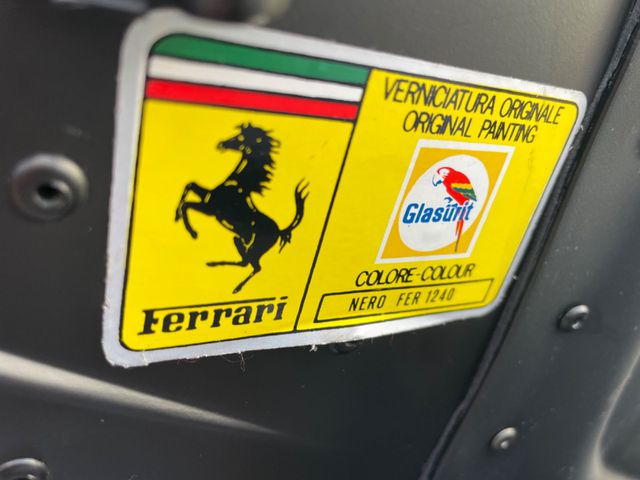 VERNICIATURA ORIGINALE
ORIGINAL PAINTING
Glasurit
COLORE-COLOUR
NERO FER 1240
Ferrari